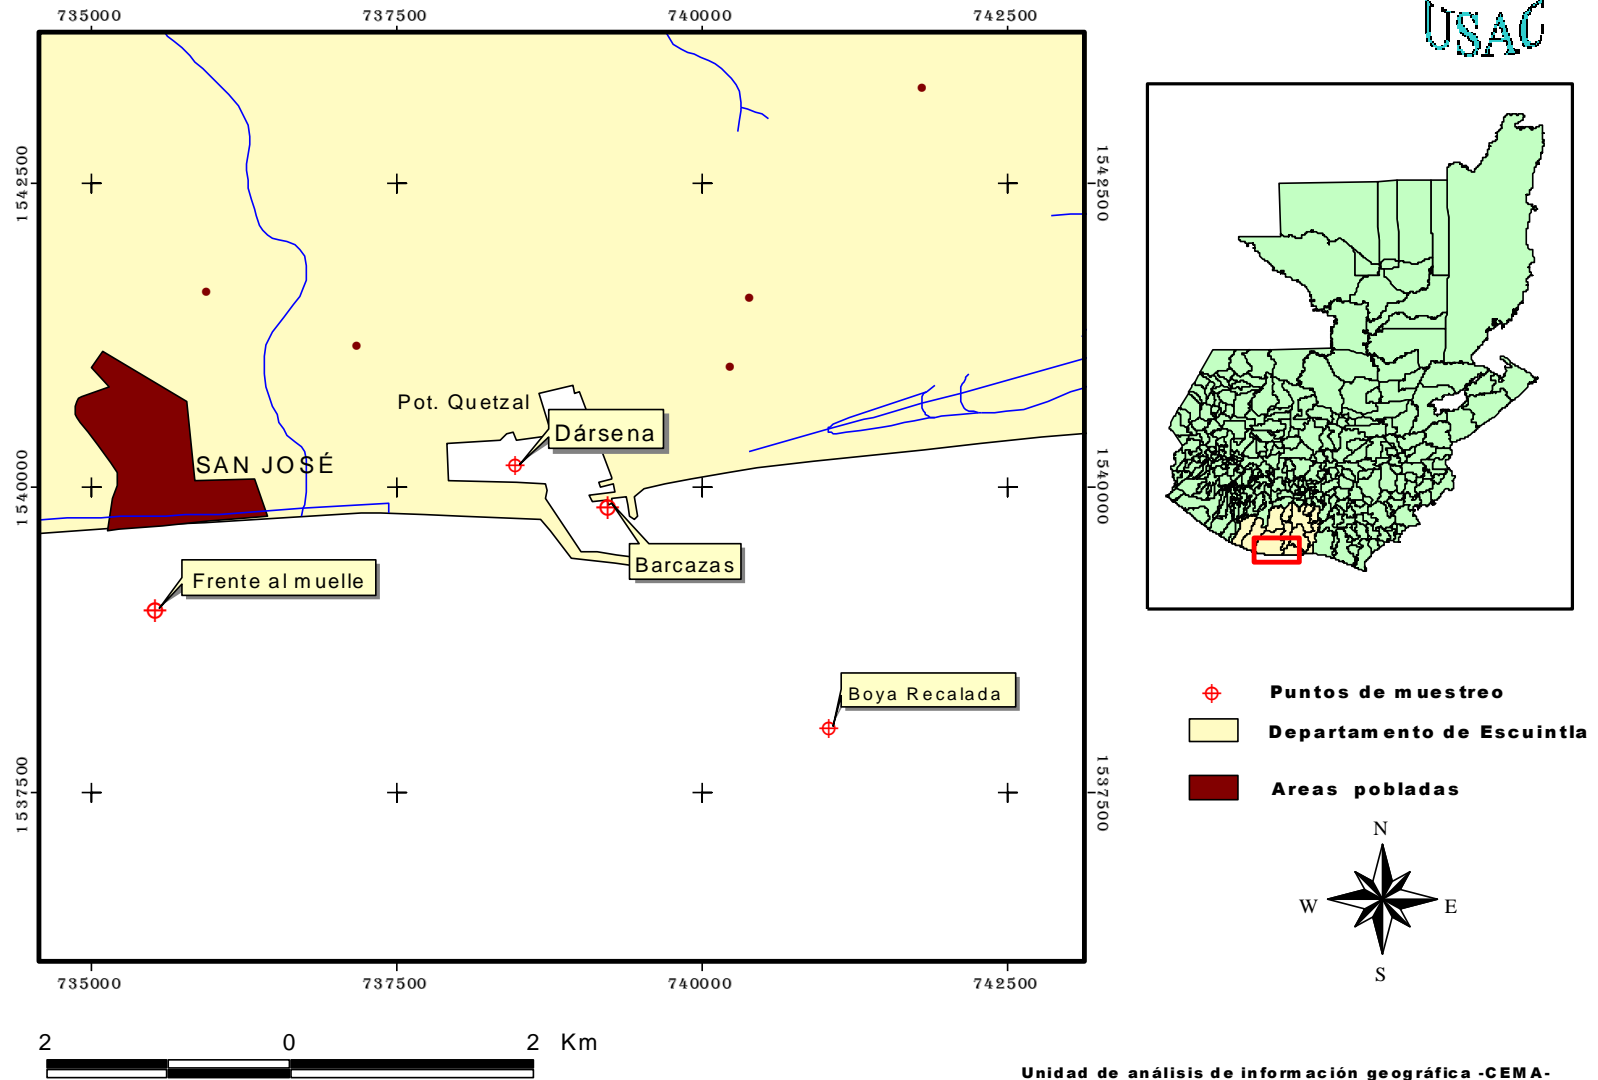 735000 737500 740000 742500
USAC
1542500
1542500
Pot. Quetzal
Dársena
SAN JOSÉ
1540000
1540000
Barcazas
Frente al muelle
Boya Recalada
Puntos de muestreo
Departamento de Escuintla
Areas pobladas
1537500
1537500
N
W E
S
735000 737500 740000 742500
2 0 2 Km
Unidad de análisis de información geográfica -CEMA-